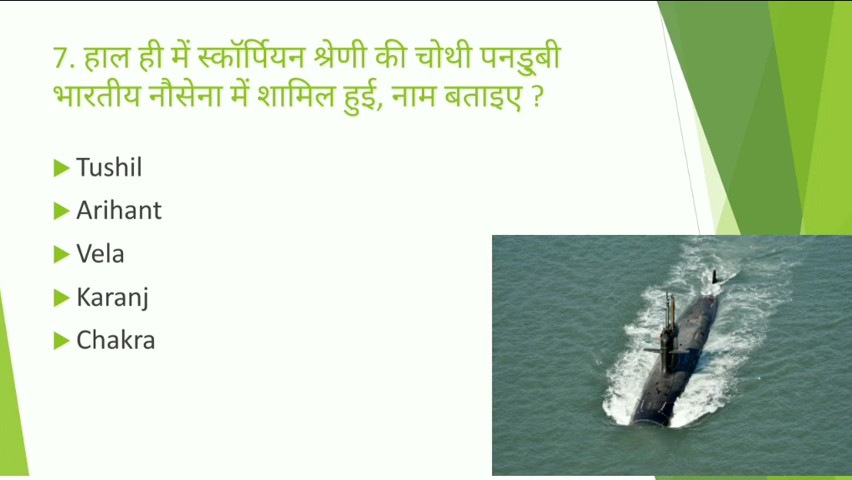 7. हाल ही में स्कॉर्पियन श्रेणी की चोथी पनडुब्बी
भारतीय नौसेना में शामिल हुई, नाम बताइए ?
Tushil
Arihant
Vela
Karanj
Chakra